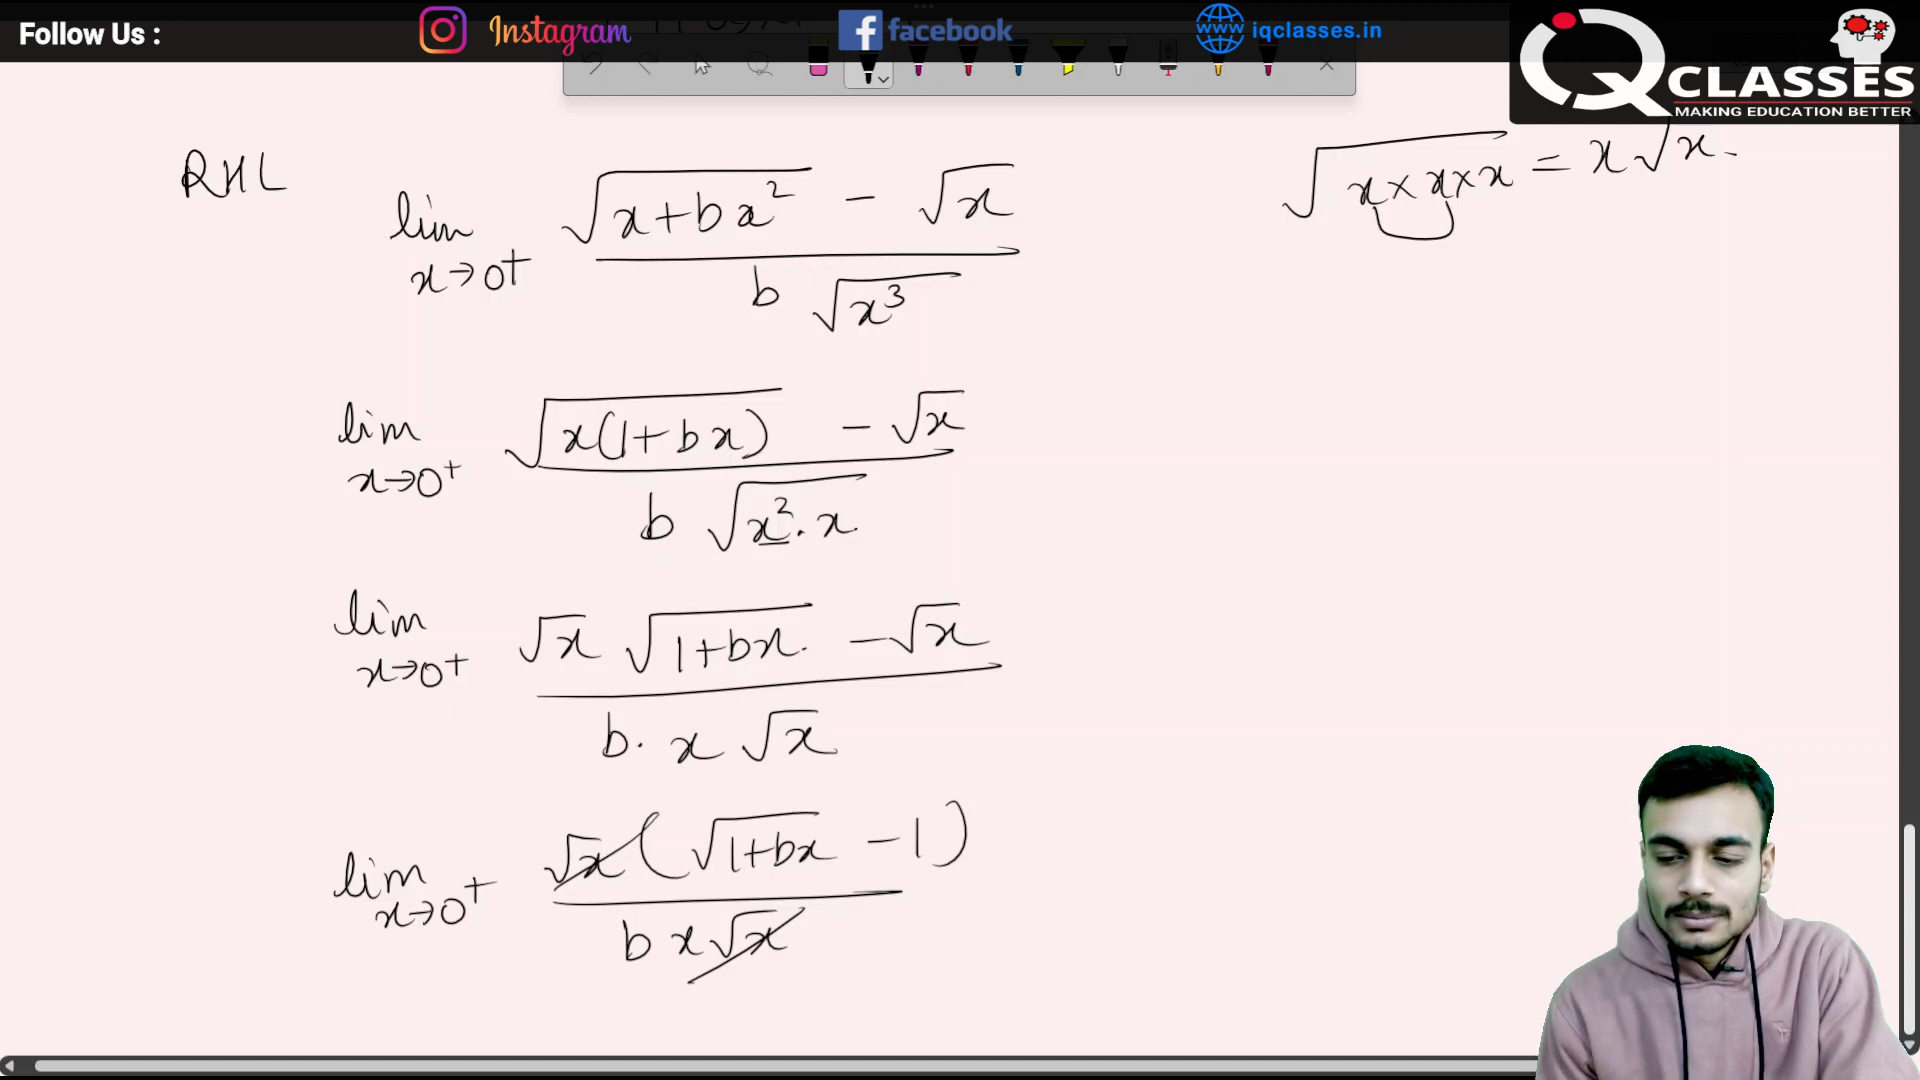 Follow Us :
Instagram
facebook
iqclasses.in
IQ CLASSES
MAKING EDUCATION BETTER
RHL
lim x→0⁺ (√(x+bx²) − √x) / (b √(x³))
√(x×x×x) = x√x.
lim x→0⁺ (√(x(1+bx)) − √x) / (b √(x².x))
lim x→0⁺ (√x √(1+bx) − √x) / (b. x √x)
lim x→0⁺ (√x (√(1+bx) − 1)) / (b x √x)